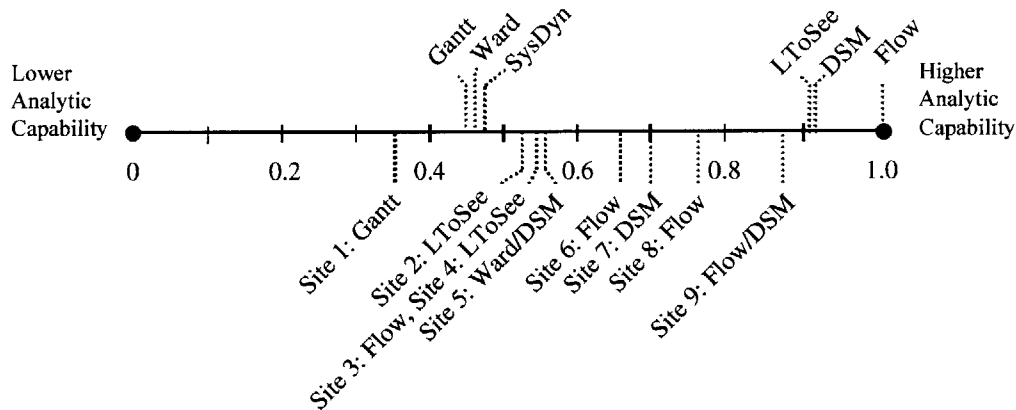 Gantt
Ward
SysDyn
LToSee
DSM
Flow
Lower
Analytic
Capability
Higher
Analytic
Capability
0
0.2
0.4
0.6
0.8
1.0
Site 1: Gantt
Site 2: LToSee
Site 3: Flow, Site 4: LToSee
Site 5: Ward/DSM
Site 6: Flow
Site 7: DSM
Site 8: Flow
Site 9: Flow/DSM